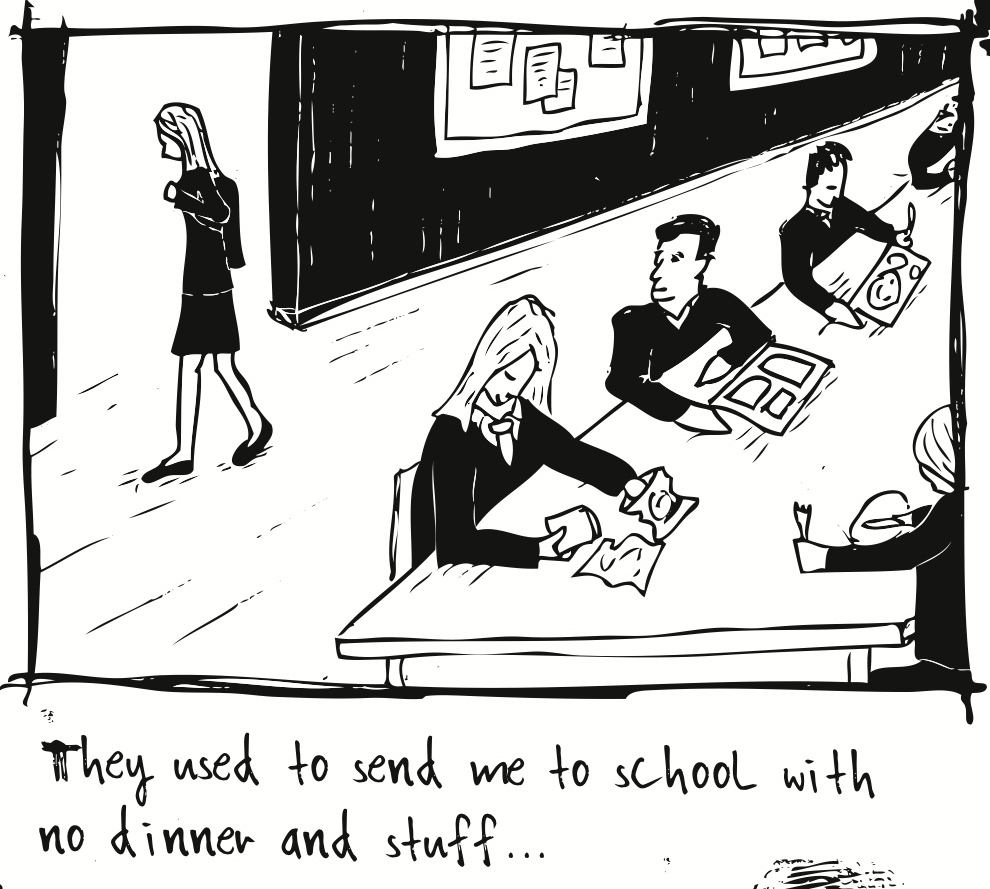 They used to send me to school with
no dinner and stuff...